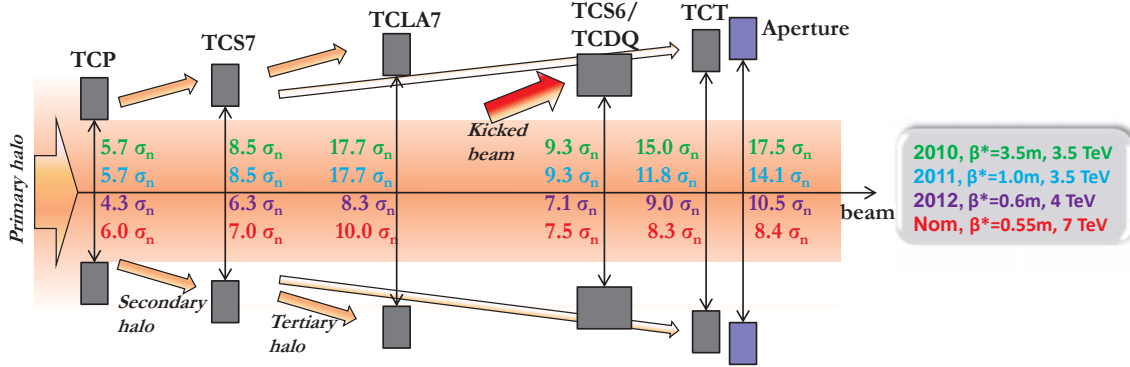 TCP
TCS7
TCLA7
TCS6/
TCDQ
TCT
Aperture
Primary halo
Kicked
beam
5.7 σn 8.5 σn 17.7 σn 9.3 σn 15.0 σn 17.5 σn
5.7 σn 8.5 σn 17.7 σn 9.3 σn 11.8 σn 14.1 σn
4.3 σn 6.3 σn 8.3 σn 7.1 σn 9.0 σn 10.5 σn
6.0 σn 7.0 σn 10.0 σn 7.5 σn 8.3 σn 8.4 σn
beam
2010, β*=3.5m, 3.5 TeV
2011, β*=1.0m, 3.5 TeV
2012, β*=0.6m, 4 TeV
Nom, β*=0.55m, 7 TeV
Secondary
halo
Tertiary
halo